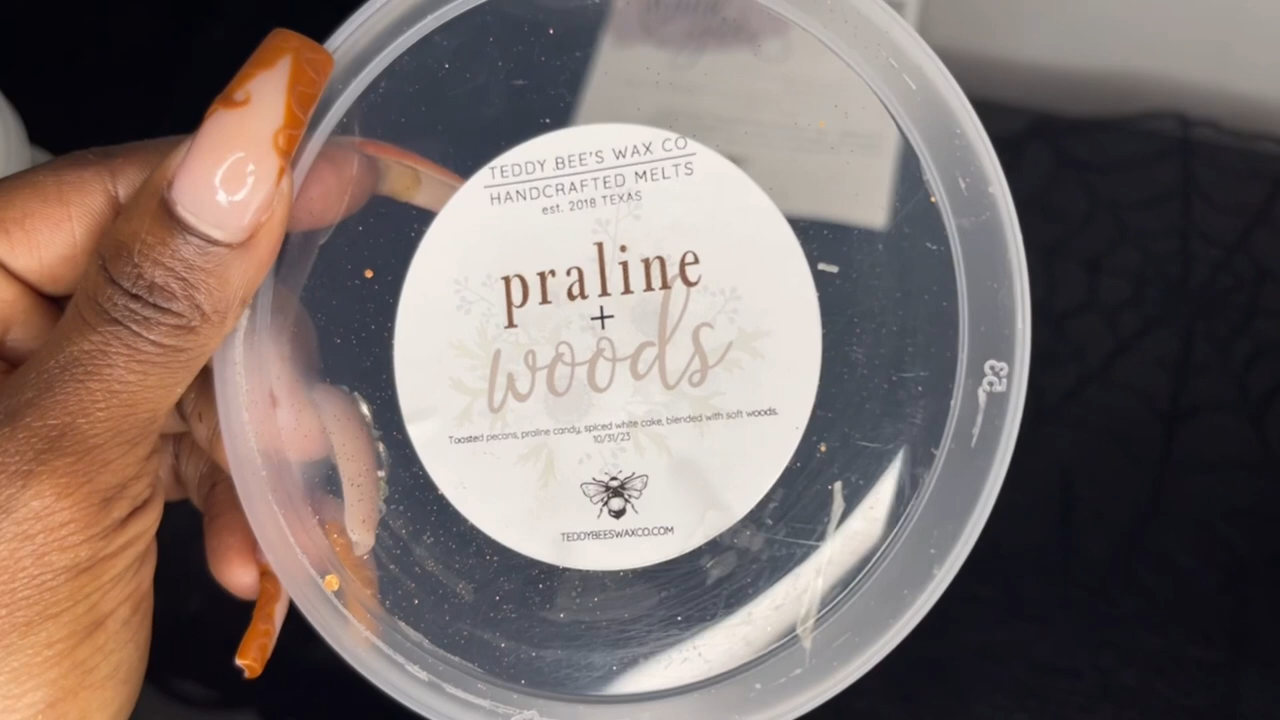 TEDDY BEE'S WAX CO
HANDCRAFTED MELTS
est. 2018 TEXAS
praline
+
woods
Toasted pecans, praline candy, spiced white cake, blended with soft woods.
10/31/23
TEDDYBEESWAXCO.COM